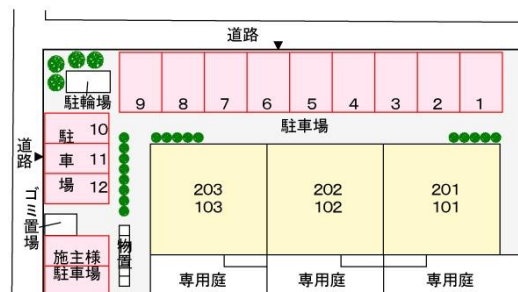 道路
駐輪場
9 8 7 6 5 4 3 2 1
駐車場
駐 10
車 11
場 12
道路
ゴミ置場
203 202 201
103 102 101
物置
施主様
駐車場
専用庭 専用庭 専用庭